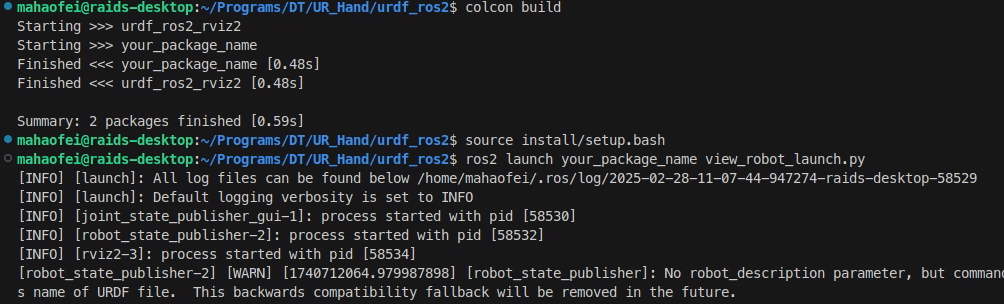 mahaofei@raids-desktop:~/Programs/DT/UR_Hand/urdf_ros2$ colcon build
Starting >>> urdf_ros2_rviz2
Starting >>> your_package_name
Finished <<< your_package_name [0.48s]
Finished <<< urdf_ros2_rviz2 [0.48s]
Summary: 2 packages finished [0.59s]
mahaofei@raids-desktop:~/Programs/DT/UR_Hand/urdf_ros2$ source install/setup.bash
mahaofei@raids-desktop:~/Programs/DT/UR_Hand/urdf_ros2$ ros2 launch your_package_name view_robot_launch.py
[INFO] [launch]: All log files can be found below /home/mahaofei/.ros/log/2025-02-28-11-07-44-947274-raids-desktop-58529
[INFO] [launch]: Default logging verbosity is set to INFO
[INFO] [joint_state_publisher_gui-1]: process started with pid [58530]
[INFO] [robot_state_publisher-2]: process started with pid [58532]
[INFO] [rviz2-3]: process started with pid [58534]
[robot_state_publisher-2] [WARN] [1740712064.979987898] [robot_state_publisher]: No robot_description parameter, but comman
s name of URDF file.  This backwards compatibility fallback will be removed in the future.